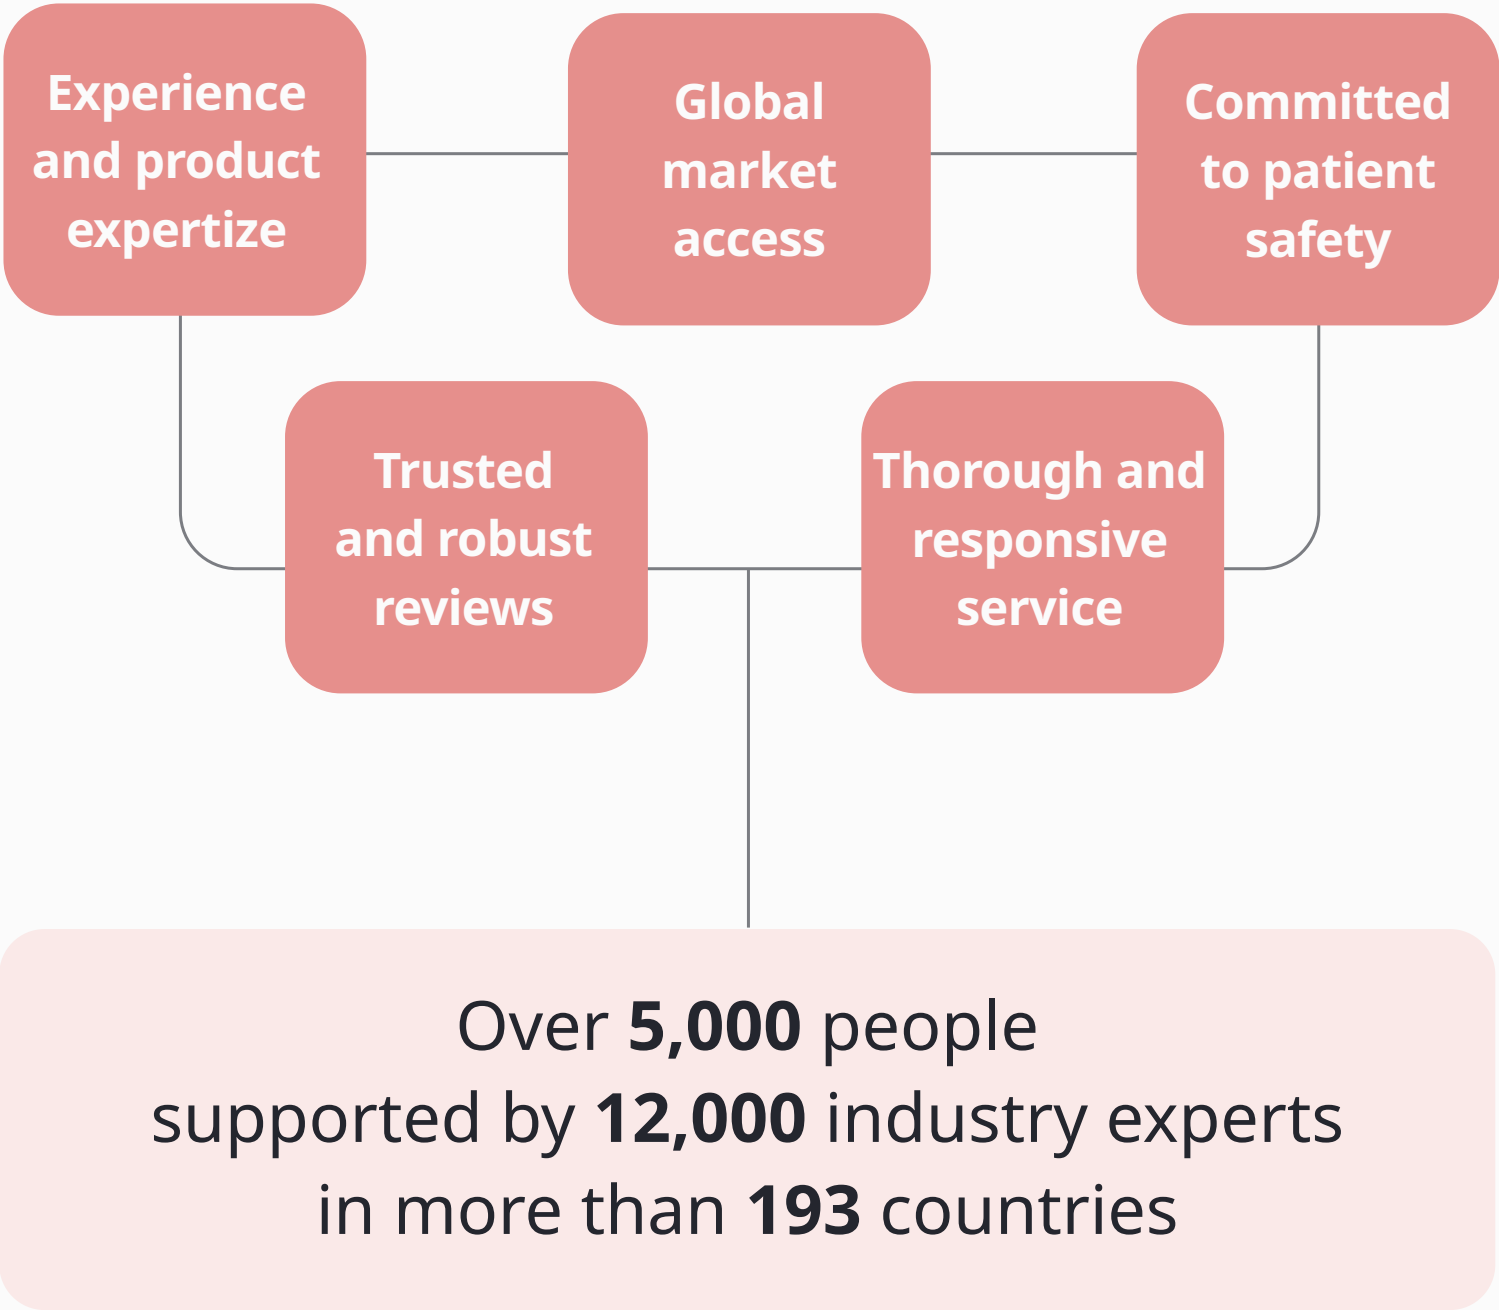 Experience
and product
expertize
Global
market
access
Committed
to patient
safety
Trusted
and robust
reviews
Thorough and
responsive
service
Over 5,000 people
supported by 12,000 industry experts
in more than 193 countries